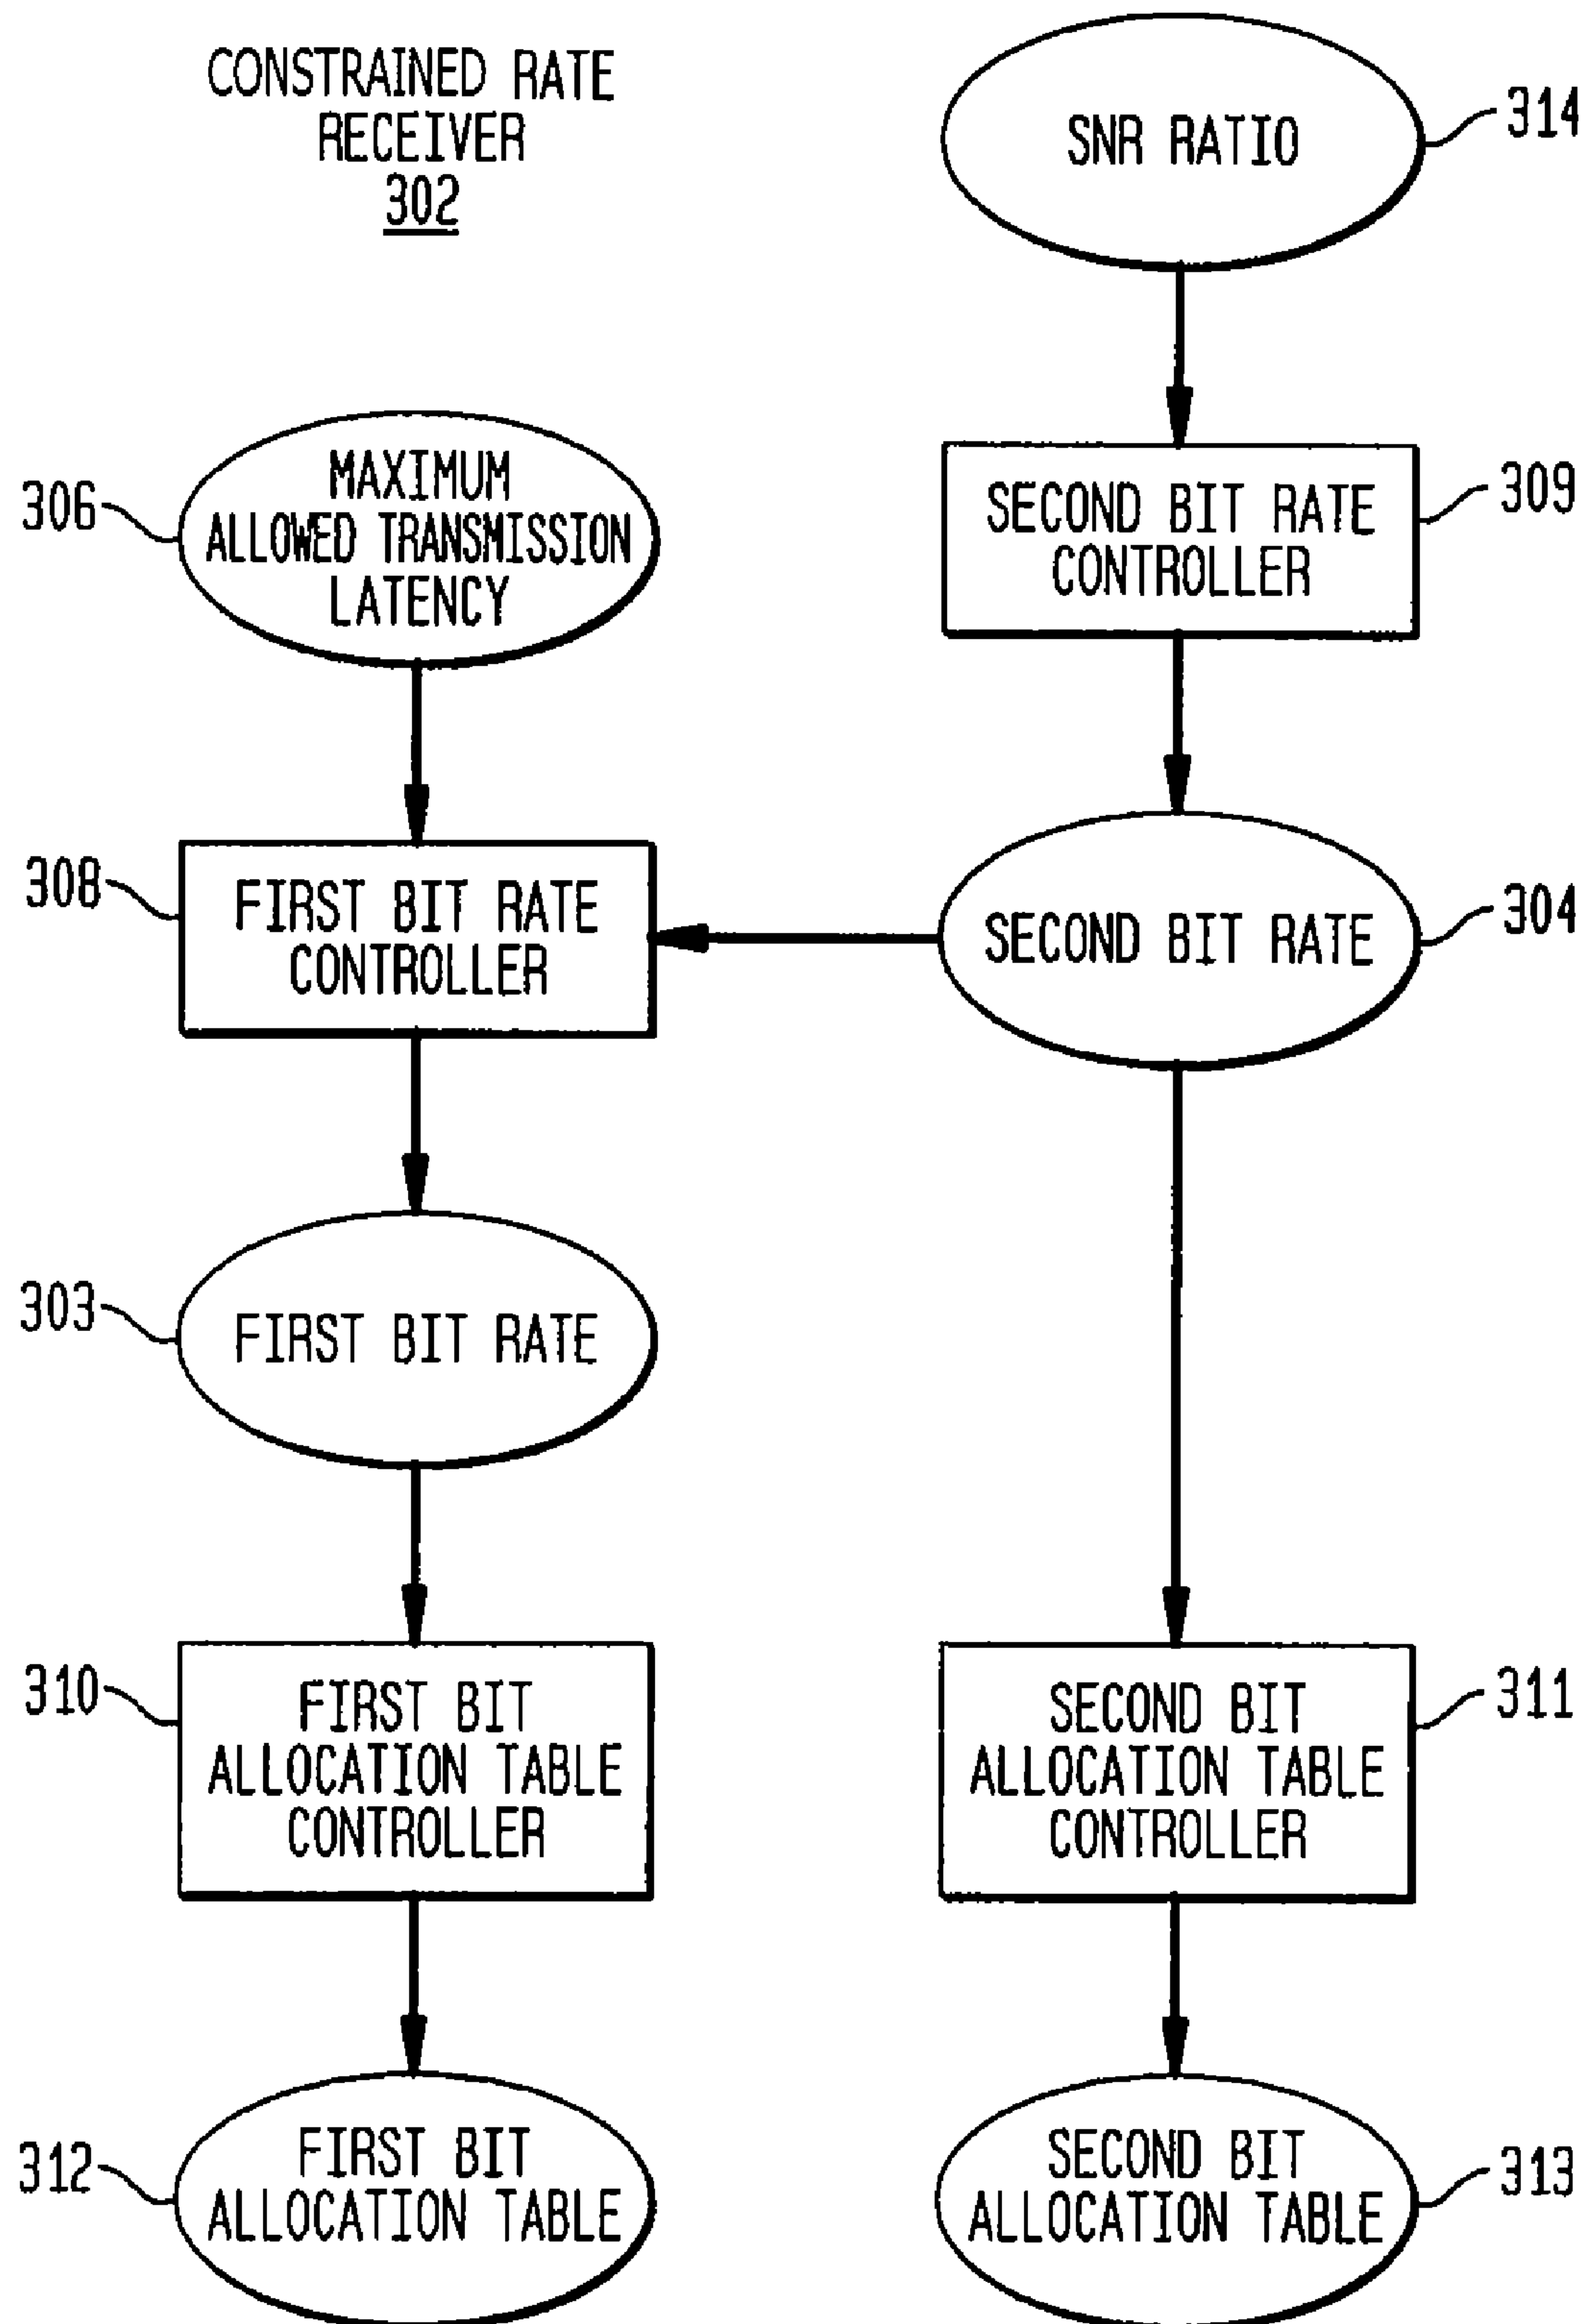 CONSTRAINED RATE
RECEIVER
302
SNR RATIO
314
MAXIMUM
ALLOWED TRANSMISSION
LATENCY
306
SECOND BIT RATE
CONTROLLER
309
308
FIRST BIT RATE
CONTROLLER
SECOND BIT RATE
304
303
FIRST BIT RATE
310
FIRST BIT
ALLOCATION TABLE
CONTROLLER
SECOND BIT
ALLOCATION TABLE
CONTROLLER
311
312
FIRST BIT
ALLOCATION TABLE
SECOND BIT
ALLOCATION TABLE
313